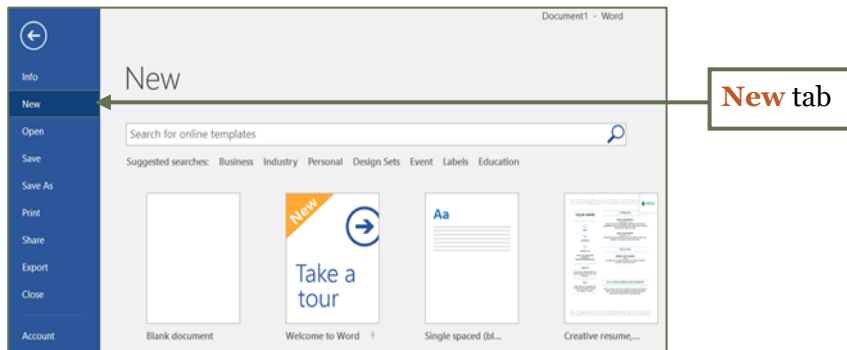 Document1 - Word
Info
New
Open
Save
Save As
Print
Share
Export
Close
Account
New
Search for online templates
Suggested searches: Business Industry Personal Design Sets Event Labels Education
New
Take a
tour
Aa
YOUR NAME
Blank document
Welcome to Word
Single spaced (bl...
Creative resume,...
New tab